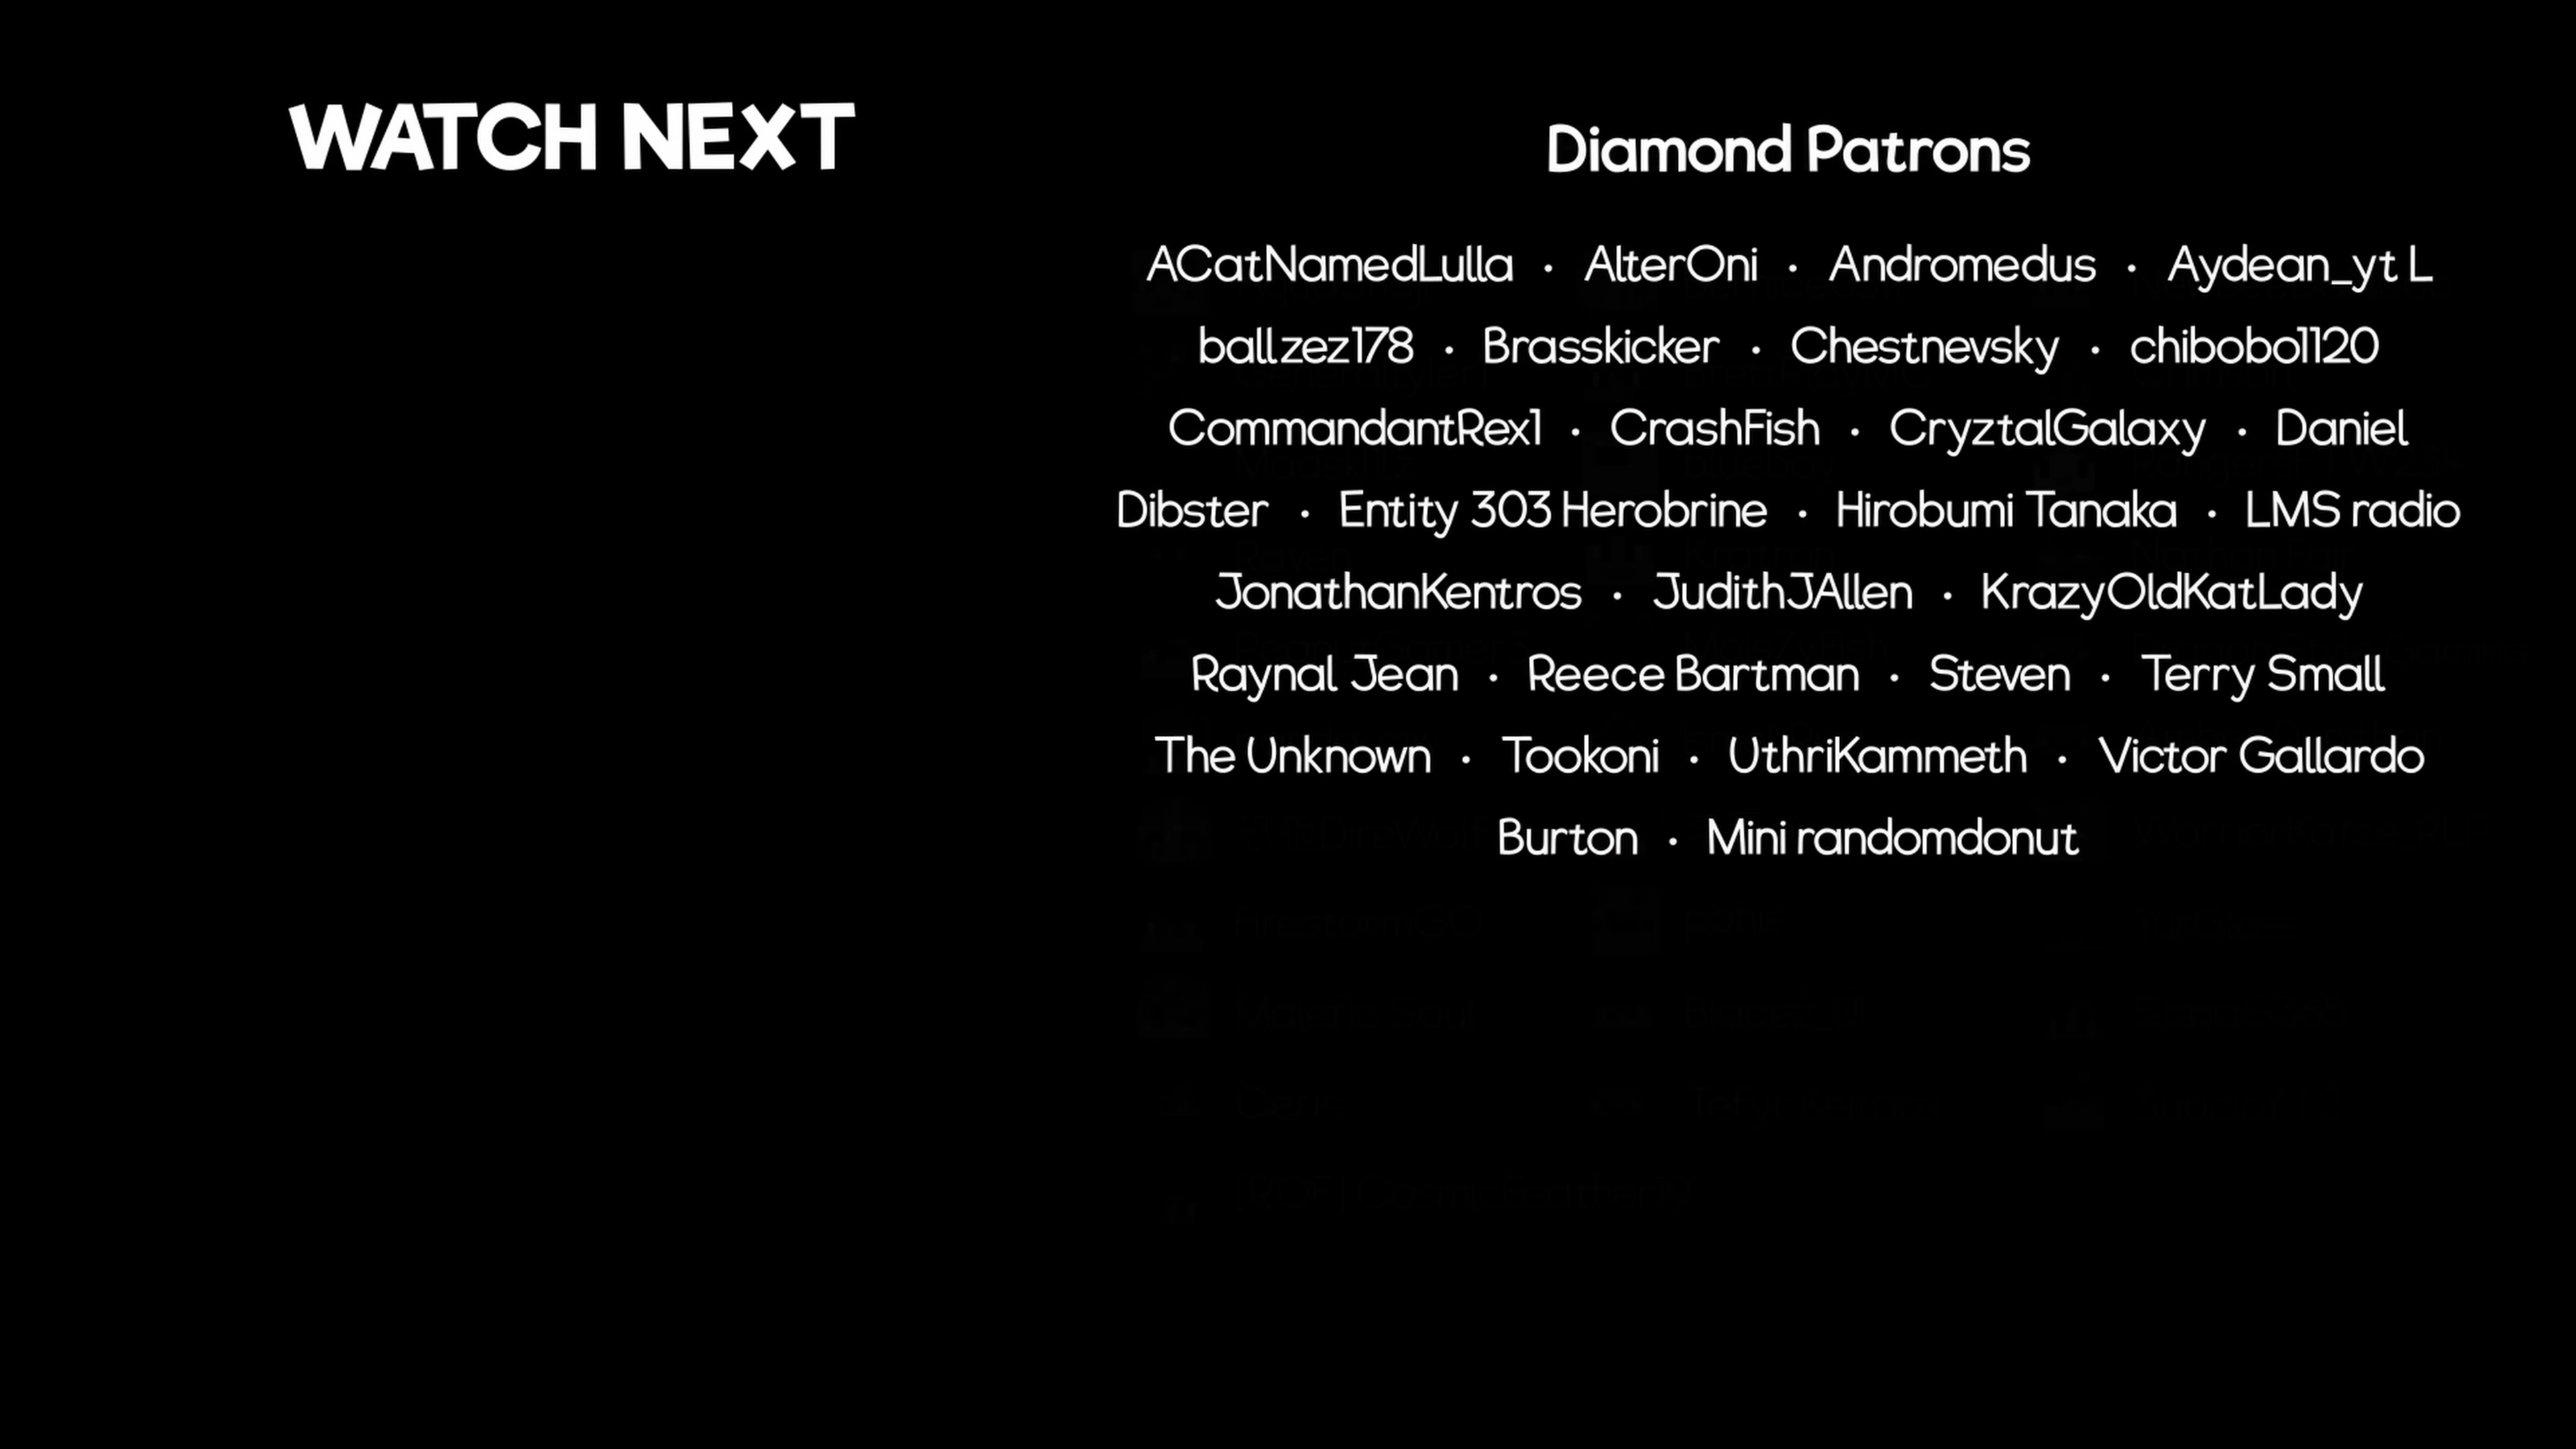 WATCH NEXT
Diamond Patrons
ACatNamedLulla • AlterOni • Andromedus • Aydean_yt L
ballzez178 • Brasskicker • Chestnevsky • chibobo1120
CommandantRex1 • CrashFish • CryztalGalaxy • Daniel
Dibster • Entity 303 Herobrine • Hirobumi Tanaka • LMS radio
JonathanKentros • JudithJAllen • KrazyOldKatLady
Raynal Jean • Reece Bartman • Steven • Terry Small
The Unknown • Tookoni • UthriKammeth • Victor Gallardo
Burton • Mini randomdonut